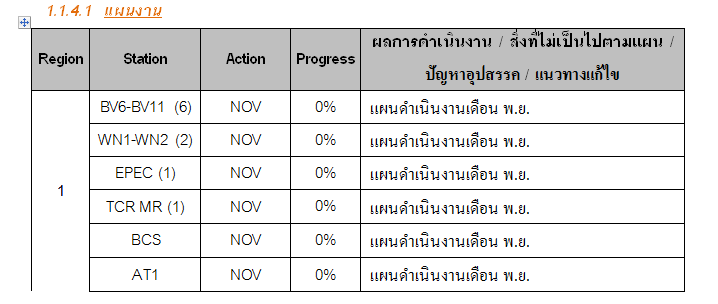 1.1.4.1 แผนงาน
Region Station Action Progress ผลการดำเนินงาน / สิ่งที่ไม่เป็นไปตามแผน /
ปัญหาอุปสรรค / แนวทางแก้ไข
BV6-BV11 (6) NOV 0% แผนดำเนินงานเดือน พ.ย.
WN1-WN2 (2) NOV 0% แผนดำเนินงานเดือน พ.ย.
EPEC (1) NOV 0% แผนดำเนินงานเดือน พ.ย.
1
TCR MR (1) NOV 0% แผนดำเนินงานเดือน พ.ย.
BCS NOV 0% แผนดำเนินงานเดือน พ.ย.
AT1 NOV 0% แผนดำเนินงานเดือน พ.ย.